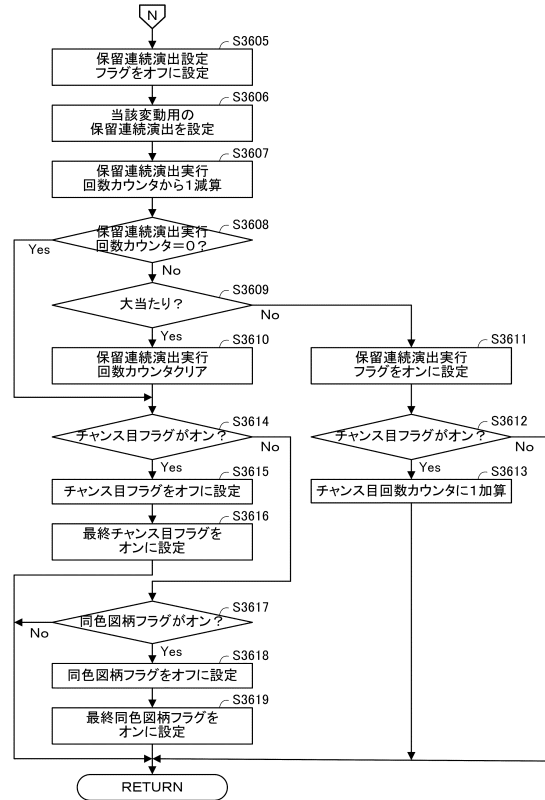 N
S3605
保留連続演出設定
フラグをオフに設定
S3606
当該変動用の
保留連続演出を設定
S3607
保留連続演出実行
回数カウンタから1減算
S3608
保留連続演出実行
回数カウンタ=0?
Yes
No
S3609
大当たり?
No
Yes
S3610
保留連続演出実行
回数カウンタクリア
S3611
保留連続演出実行
フラグをオンに設定
S3614
チャンス目フラグがオン?
No
Yes
S3612
チャンス目フラグがオン?
No
Yes
S3615
チャンス目フラグをオフに設定
S3613
チャンス目回数カウンタに1加算
S3616
最終チャンス目フラグを
オンに設定
S3617
同色図柄フラグがオン?
No
Yes
S3618
同色図柄フラグをオフに設定
S3619
最終同色図柄フラグを
オンに設定
RETURN